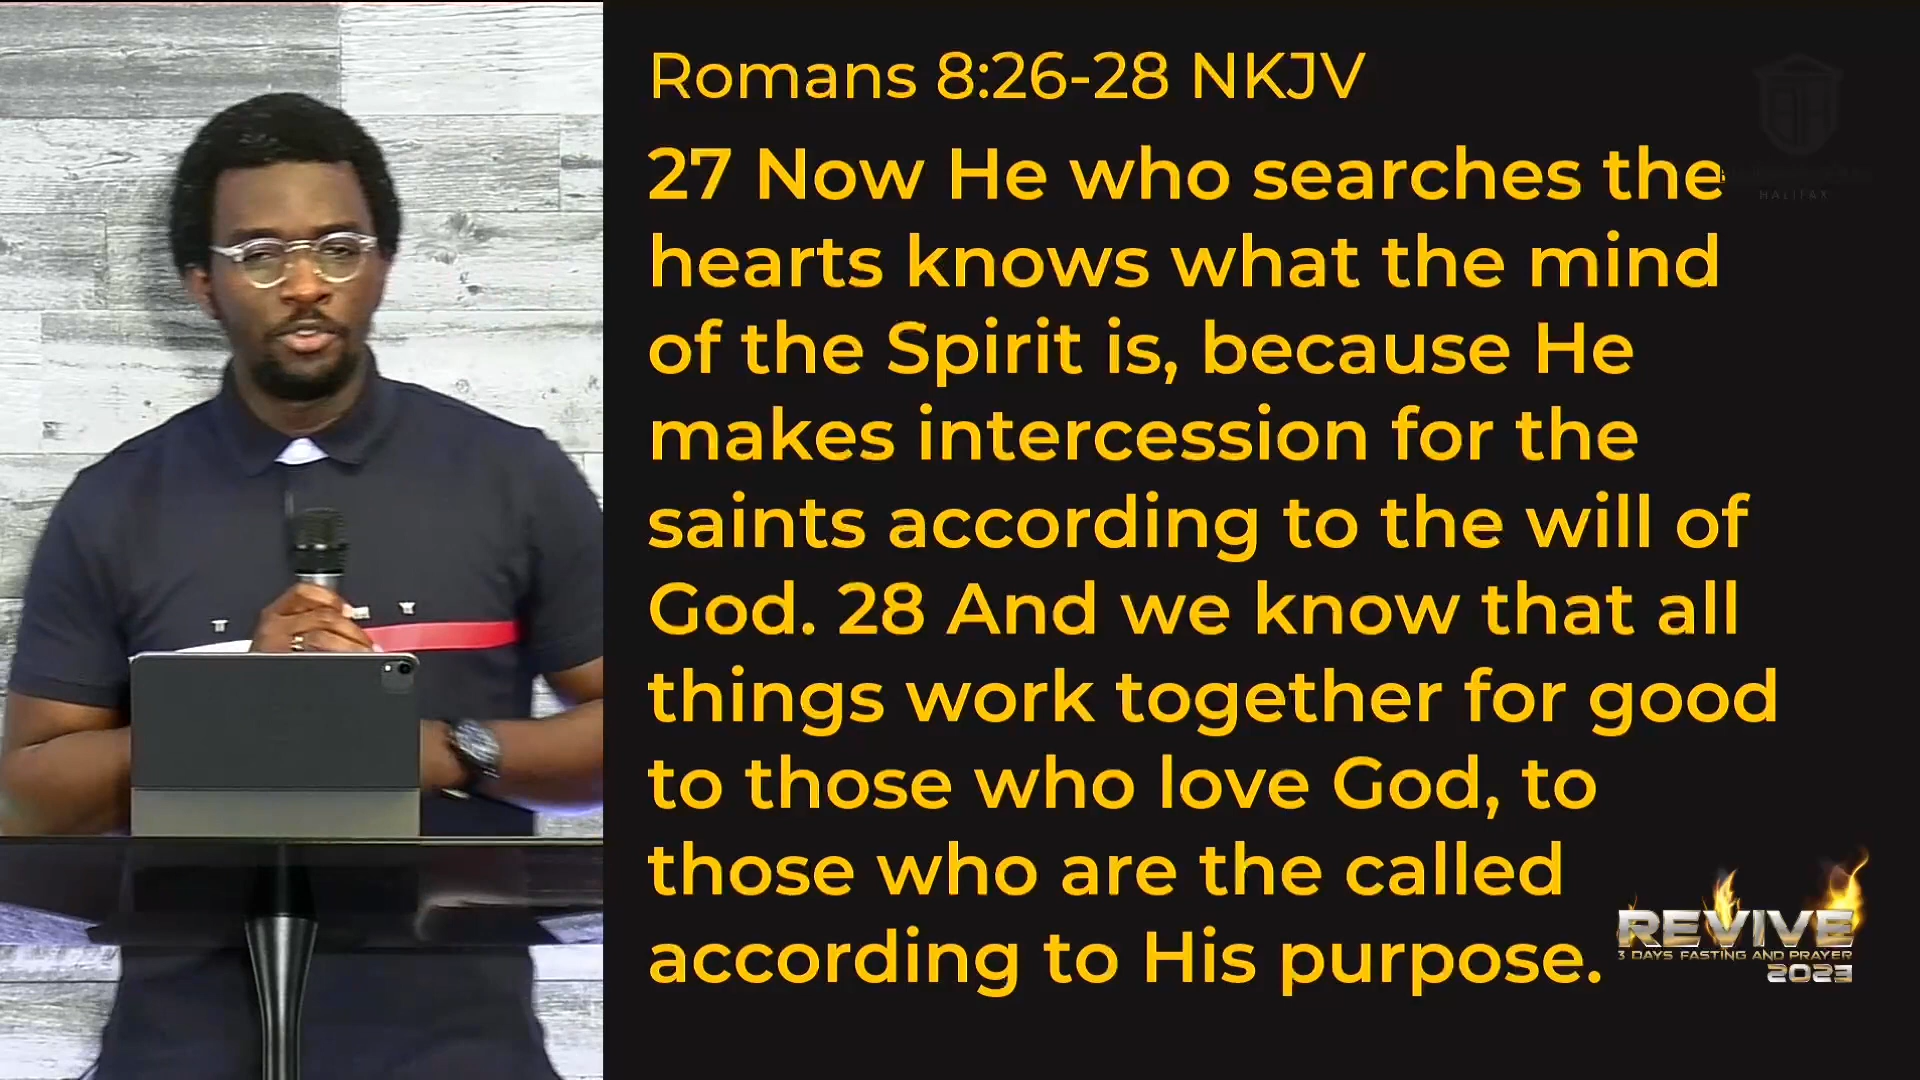 Romans 8:26-28 NKJV
27 Now He who searches the
hearts knows what the mind
of the Spirit is, because He
makes intercession for the
saints according to the will of
God. 28 And we know that all
things work together for good
to those who love God, to
those who are the called
according to His purpose.
HALIFAX
REVIVE
3 DAYS FASTING AND PRAYER
2023